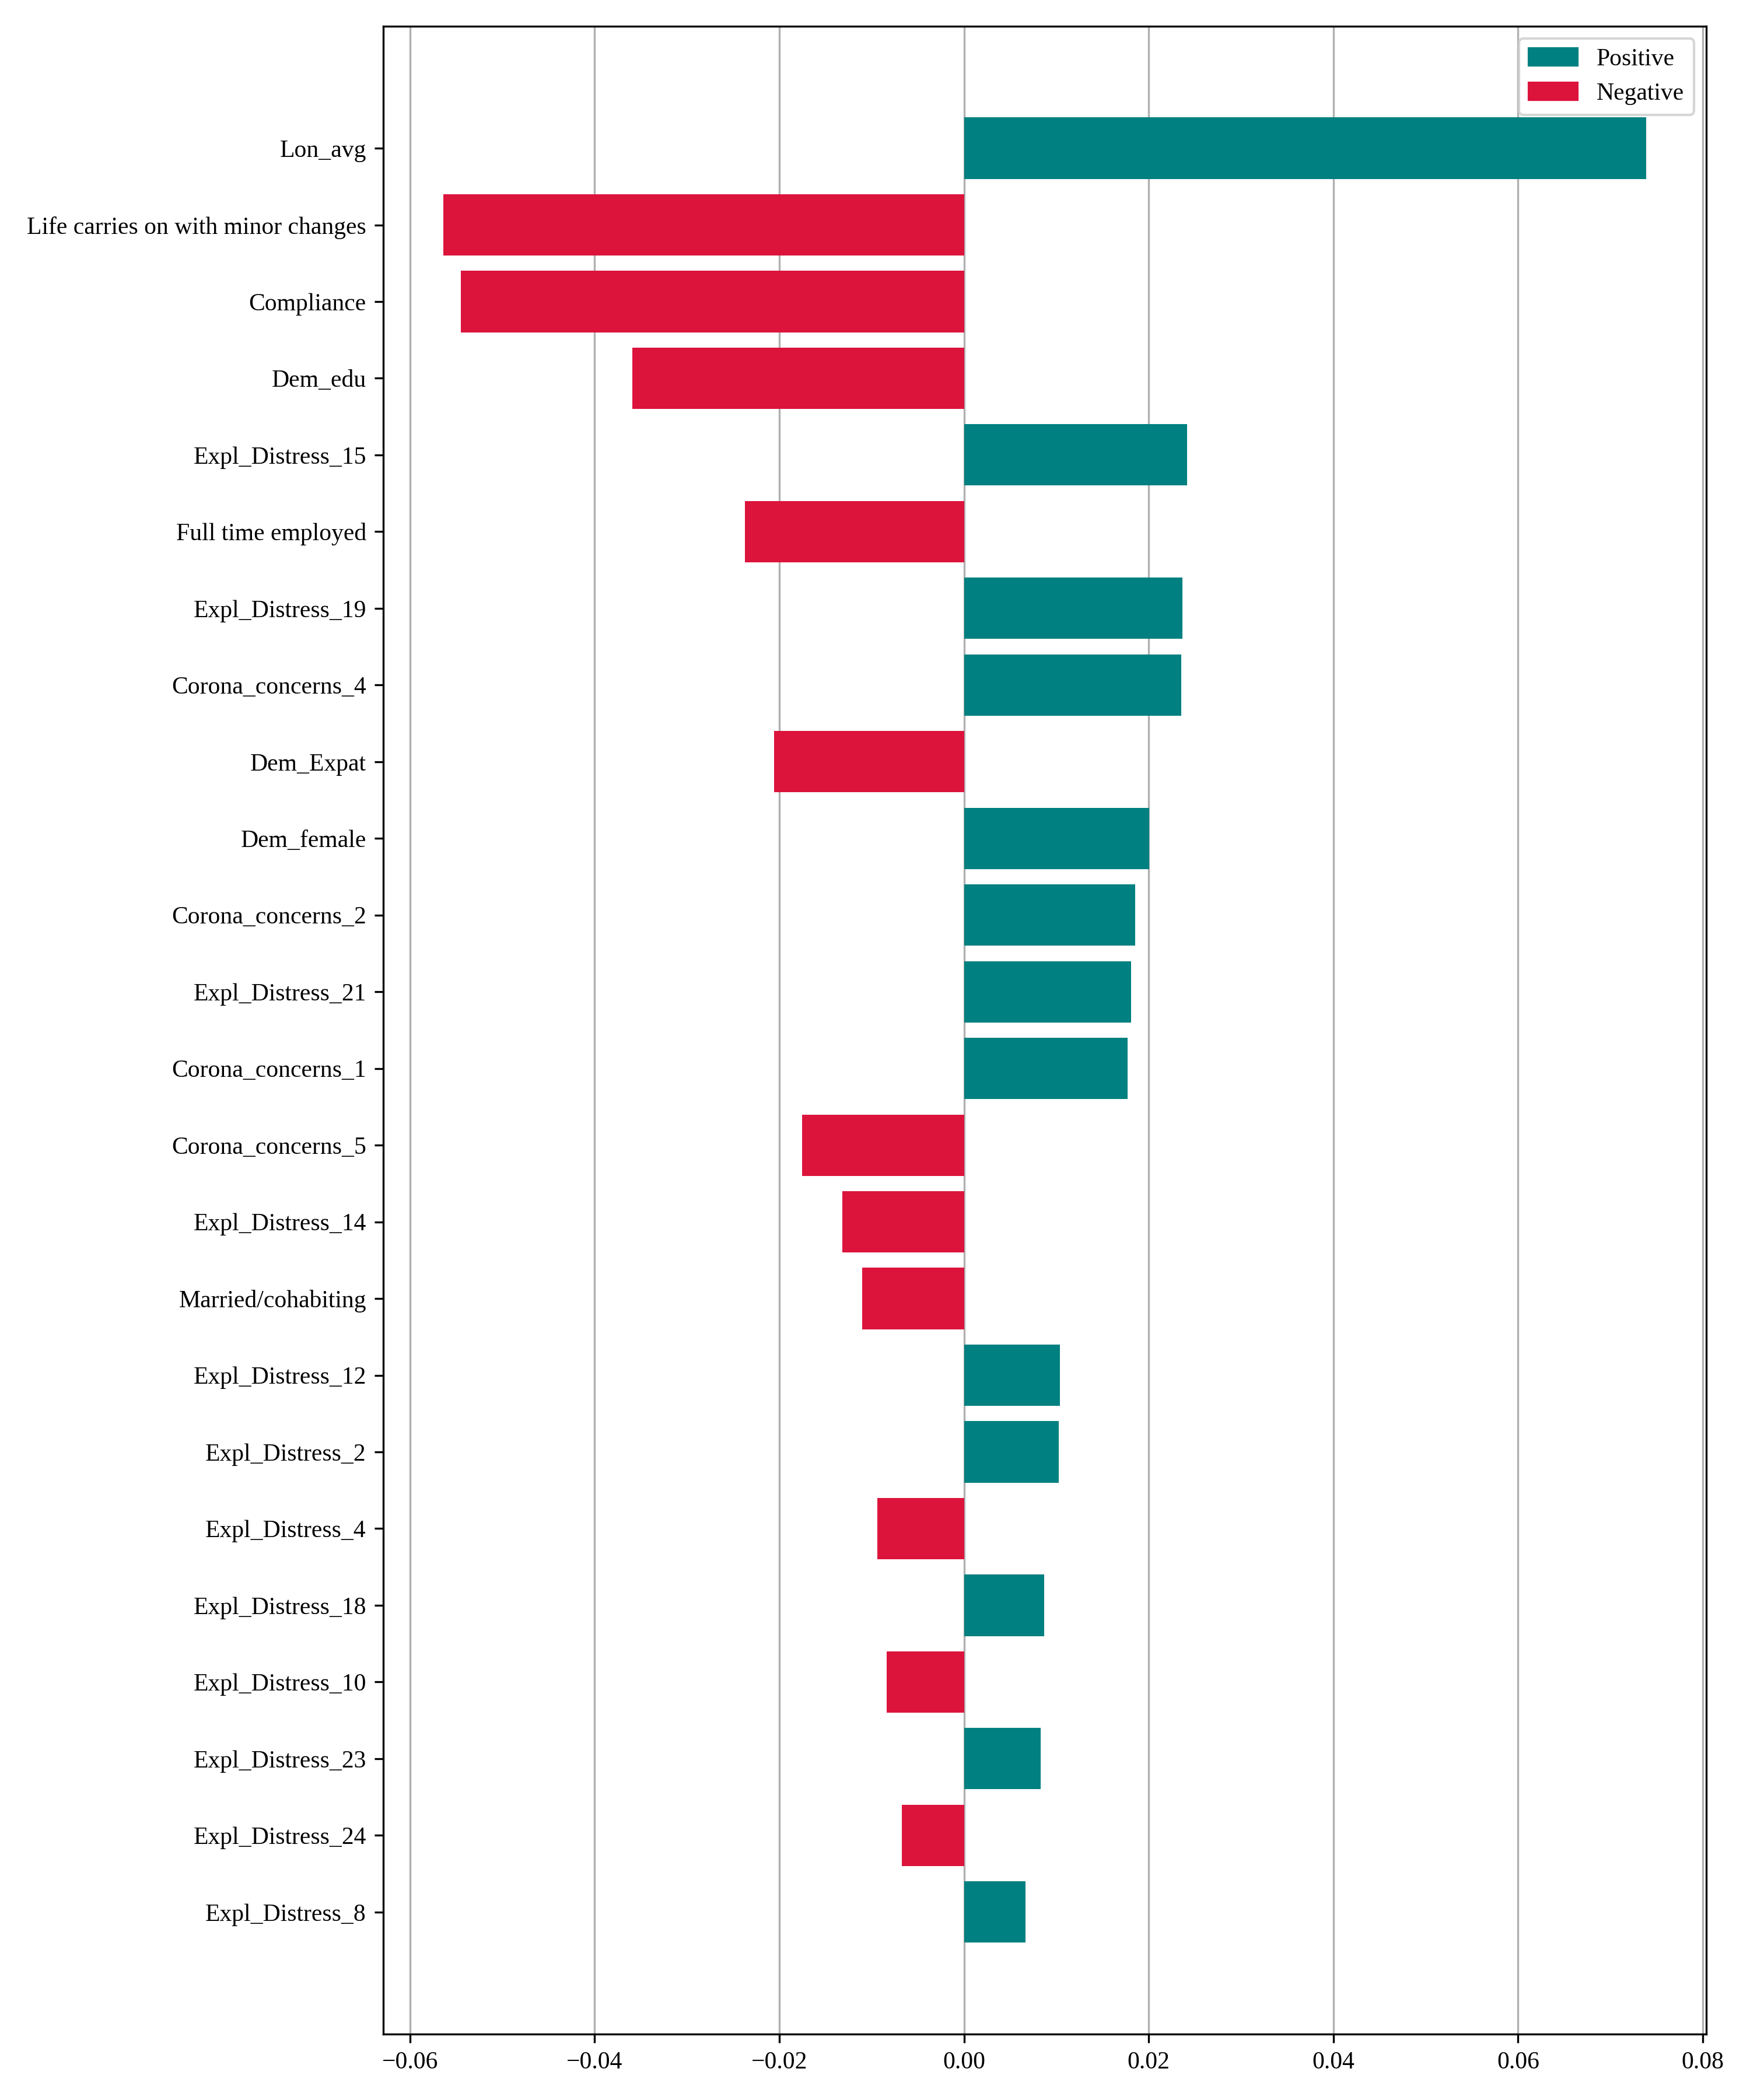 Positive
Negative
Lon_avg
Life carries on with minor changes
Compliance
Dem_edu
Expl_Distress_15
Full time employed
Expl_Distress_19
Corona_concerns_4
Dem_Expat
Dem_female
Corona_concerns_2
Expl_Distress_21
Corona_concerns_1
Corona_concerns_5
Expl_Distress_14
Married/cohabiting
Expl_Distress_12
Expl_Distress_2
Expl_Distress_4
Expl_Distress_18
Expl_Distress_10
Expl_Distress_23
Expl_Distress_24
Expl_Distress_8
−0.06 −0.04 −0.02 0.00 0.02 0.04 0.06 0.08